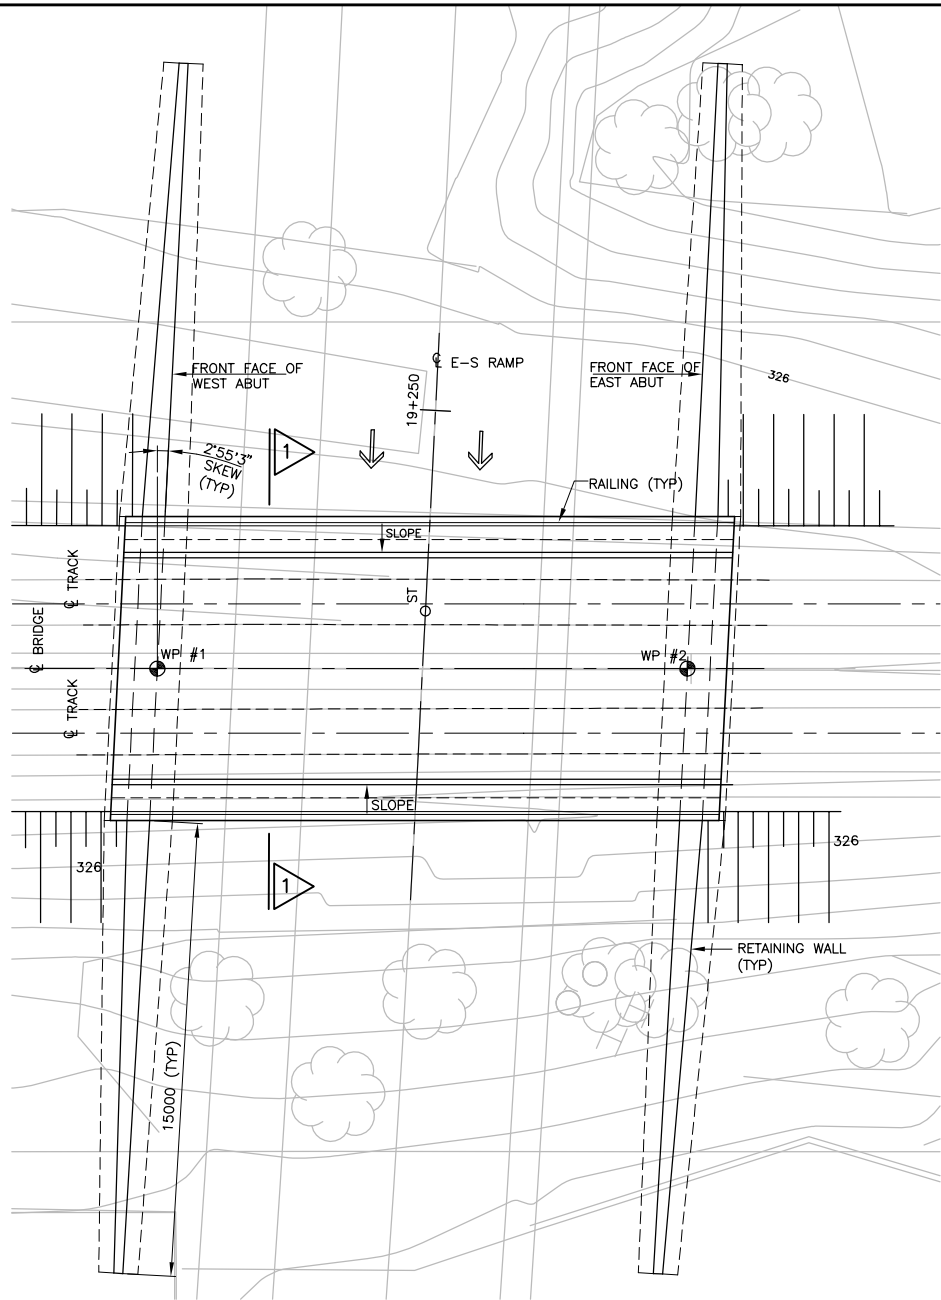 ℄ E-S RAMP
FRONT FACE OF
WEST ABUT
FRONT FACE OF
EAST ABUT
326
19+250
2°55'3"
SKEW
(TYP)
1
RAILING (TYP)
SLOPE
℄ TRACK
ST
℄ BRIDGE
WP #1
WP #2
℄ TRACK
SLOPE
326
326
1
RETAINING WALL
(TYP)
15000 (TYP)